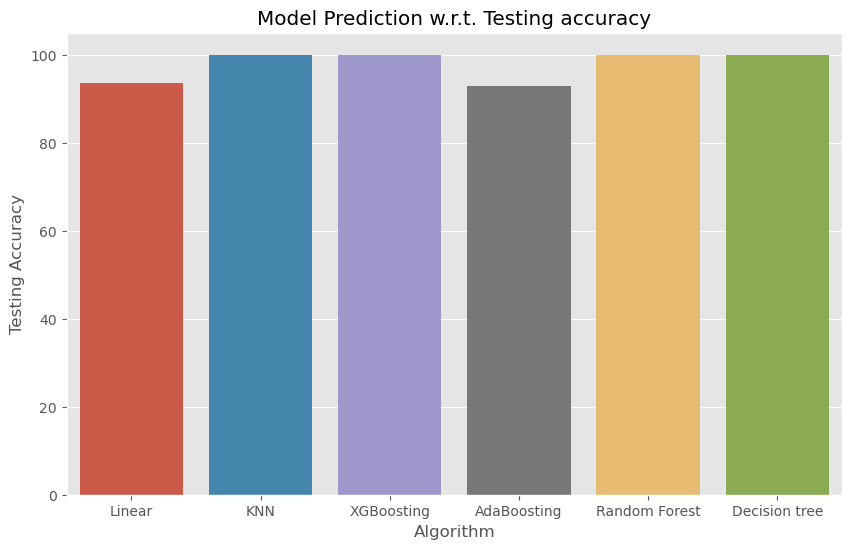 Model Prediction w.r.t. Testing accuracy
Testing Accuracy
100
80
60
40
20
0
Linear KNN XGBoosting AdaBoosting Random Forest Decision tree
Algorithm